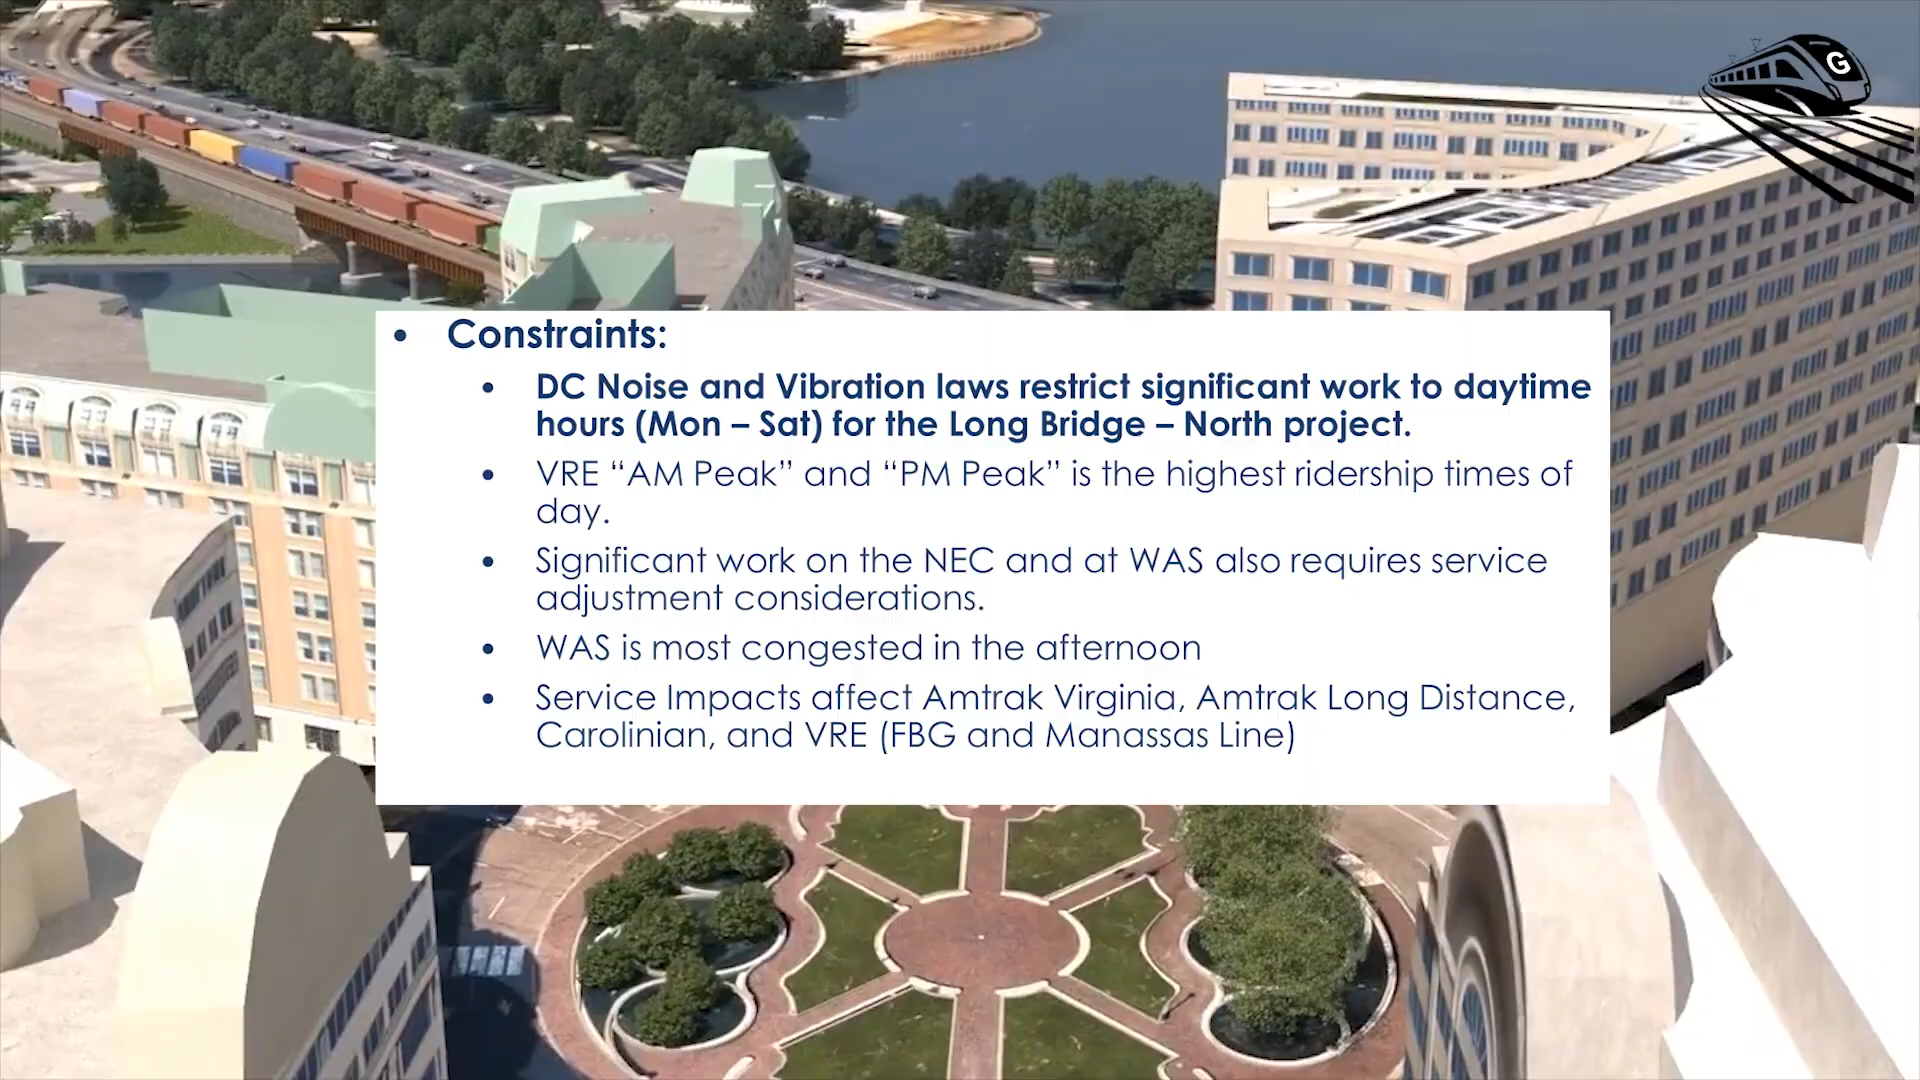 G
• Constraints:
• DC Noise and Vibration laws restrict significant work to daytime
hours (Mon – Sat) for the Long Bridge – North project.
• VRE “AM Peak” and “PM Peak” is the highest ridership times of
day.
• Significant work on the NEC and at WAS also requires service
adjustment considerations.
• WAS is most congested in the afternoon
• Service Impacts affect Amtrak Virginia, Amtrak Long Distance,
Carolinian, and VRE (FBG and Manassas Line)